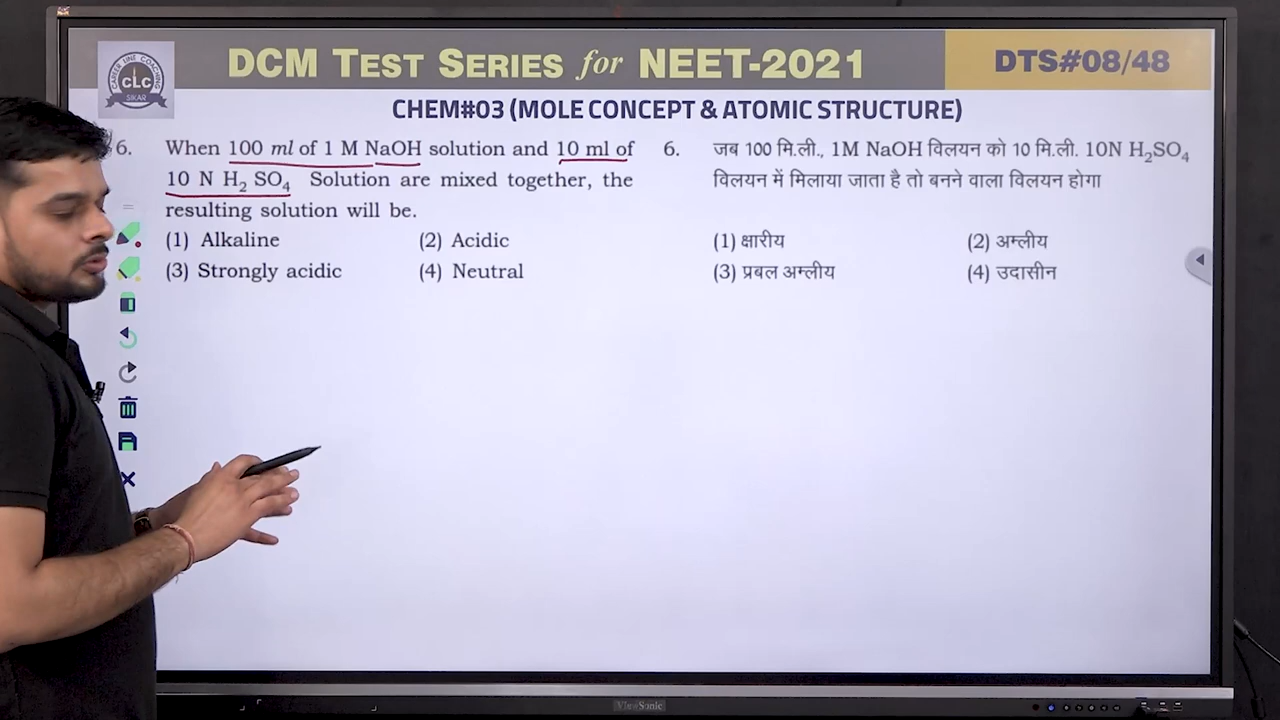 DCM TEST SERIES for NEET-2021
DTS#08/48
CAREER LINE COACHING
CLC
SIKAR
CHEM#03 (MOLE CONCEPT & ATOMIC STRUCTURE)
6. When 100 ml of 1 M NaOH solution and 10 ml of
10 N H₂ SO₄ Solution are mixed together, the
resulting solution will be.
(1) Alkaline (2) Acidic
(3) Strongly acidic (4) Neutral
6. जब 100 मि.ली., 1M NaOH विलयन को 10 मि.ली. 10N H₂SO₄
विलयन में मिलाया जाता है तो बनने वाला विलयन होगा
(1) क्षारीय (2) अम्लीय
(3) प्रबल अम्लीय (4) उदासीन
ViewSonic